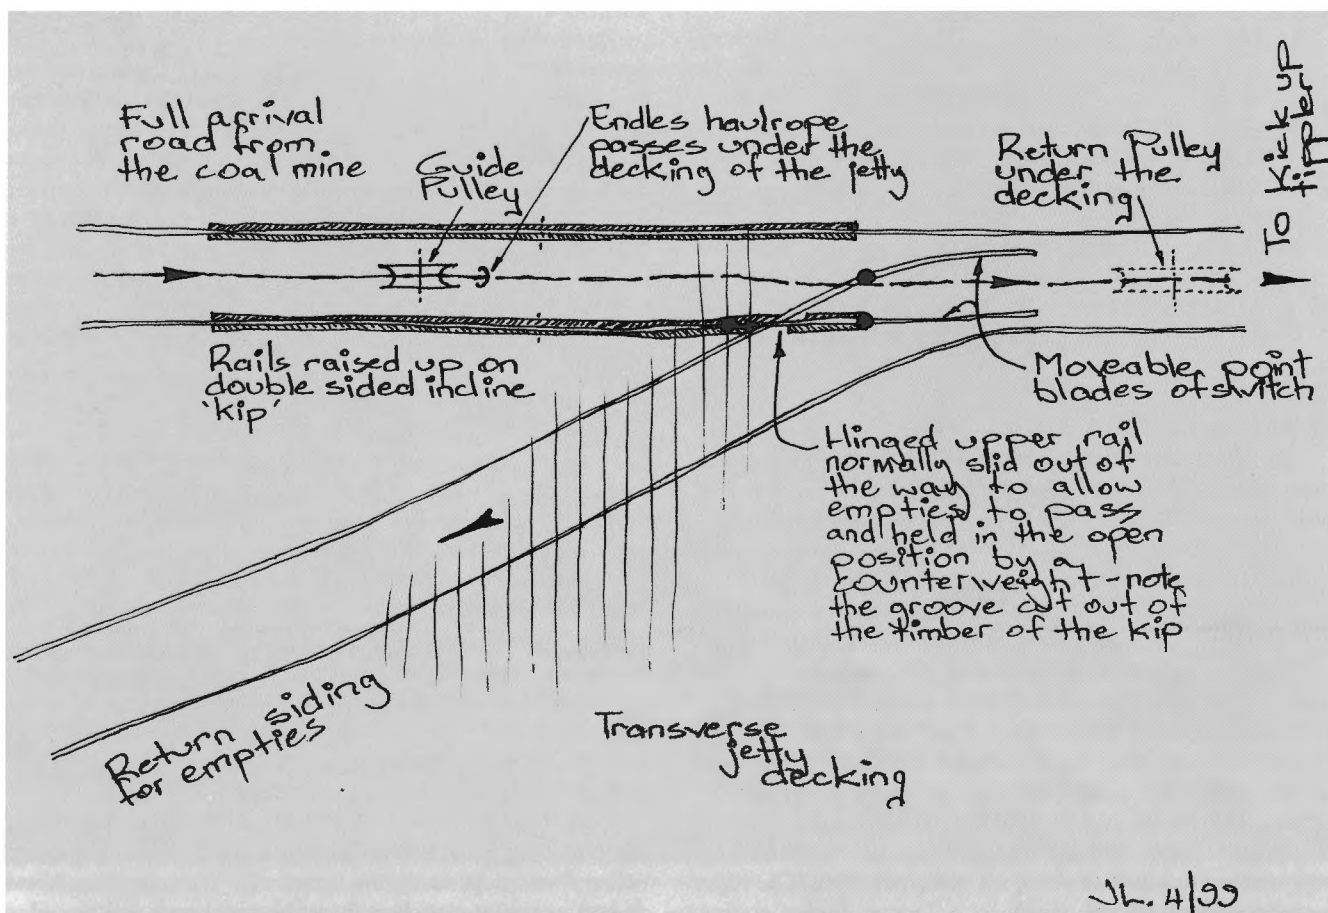 Full arrival
road from
the coal mine
Guide
Pulley
Endles haulrope
passes under the
decking of the jetty
Return Pulley
under the
decking
To Kick up
tippler
Rails raised up on
double sided incline
'kip'
Moveable point
blades of switch
Hinged upper rail
normally slid out of
the way to allow
empties to pass
and held in the open
position by a
counterweight - note
the groove cut out of
the timber of the kip
Return siding
for empties
Transverse
jetty
decking
JL. 4/99